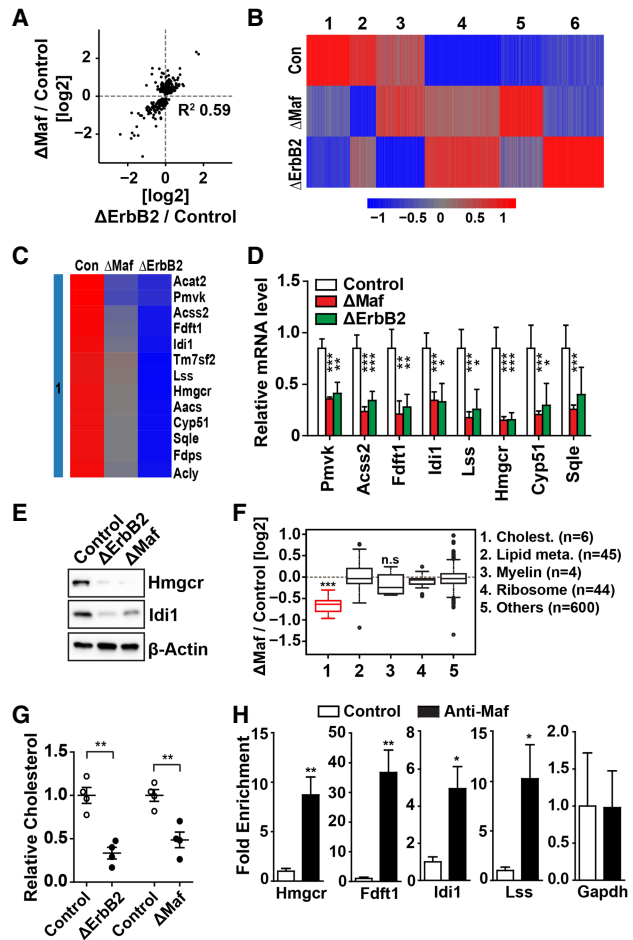 A
ΔMaf / Control
[log2]
2
0
−2
R² 0.59
−2 0 2
[log2]
ΔErbB2 / Control
B
1 2 3 4 5 6
Con
ΔMaf
ΔErbB2
−1 −0.5 0 0.5 1
C
Con ΔMaf ΔErbB2
1
Acat2
Pmvk
Acss2
Fdft1
Idi1
Tm7sf2
Lss
Hmgcr
Aacs
Cyp51
Sqle
Fdps
Acly
D
Relative mRNA level
1.5
1.0
0.5
0
Control
ΔMaf
ΔErbB2
*** ** *** *** ** ** *** * *** * *** *** *** * ***
Pmvk Acss2 Fdft1 Idi1 Lss Hmgcr Cyp51 Sqle
E
Control ΔErbB2 ΔMaf
Hmgcr
Idi1
β-Actin
F
ΔMaf / Control [log2]
1.0
0.5
0.0
−0.5
−1.0
−1.5
***
n.s
1 2 3 4 5
1. Cholest. (n=6)
2. Lipid meta. (n=45)
3. Myelin (n=4)
4. Ribosome (n=44)
5. Others (n=600)
G
Relative Cholesterol
1.5
1.0
0.5
0.0
** **
Control ΔErbB2 Control ΔMaf
H
Control Anti-Maf
Fold Enrichment
15
10
5
0
**
Hmgcr
50
40
30
20
10
0
**
Fdft1
8
6
4
2
0
*
Idi1
15
10
5
0
*
Lss
2.0
1.5
1.0
0.5
0.0
Gapdh